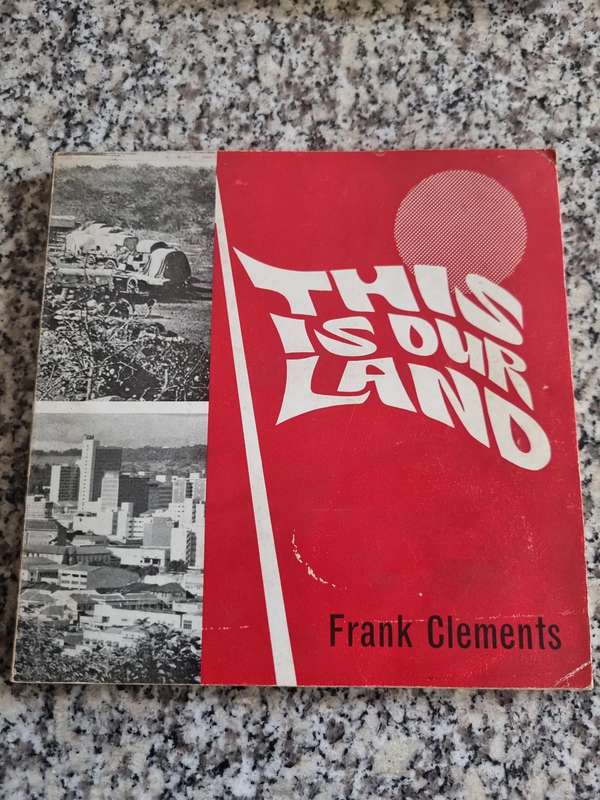 THIS
IS OUR
LAND
Frank Clements